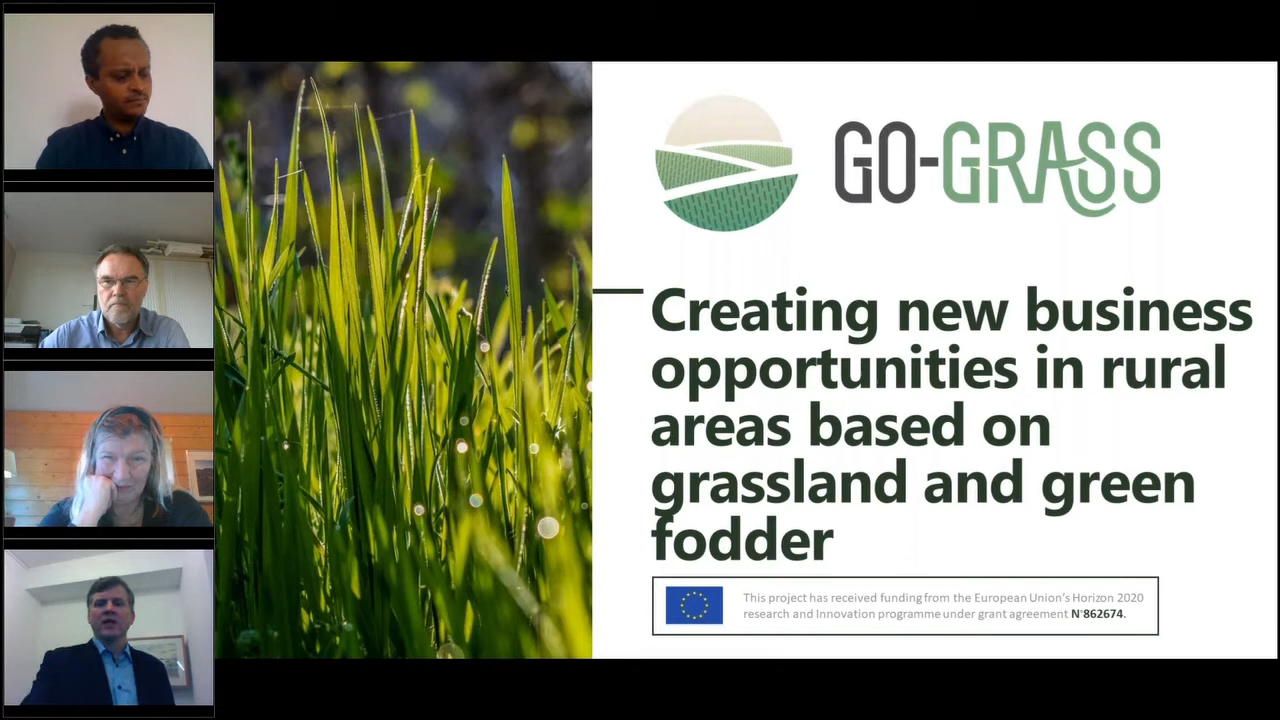 GO-GRASS
Creating new business
opportunities in rural
areas based on
grassland and green
fodder
This project has received funding from the European Union's Horizon 2020
research and Innovation programme under grant agreement N°862674.